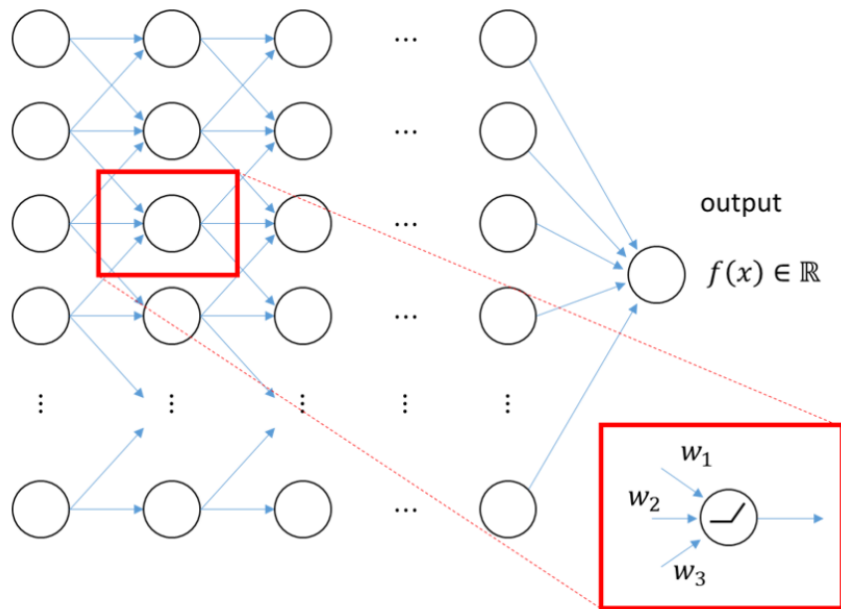 ...
...
...
output
...
f(x) ∈ ℝ
...
⋮ ⋮ ⋮ ⋮ ⋮
...
w₁
w₂
w₃